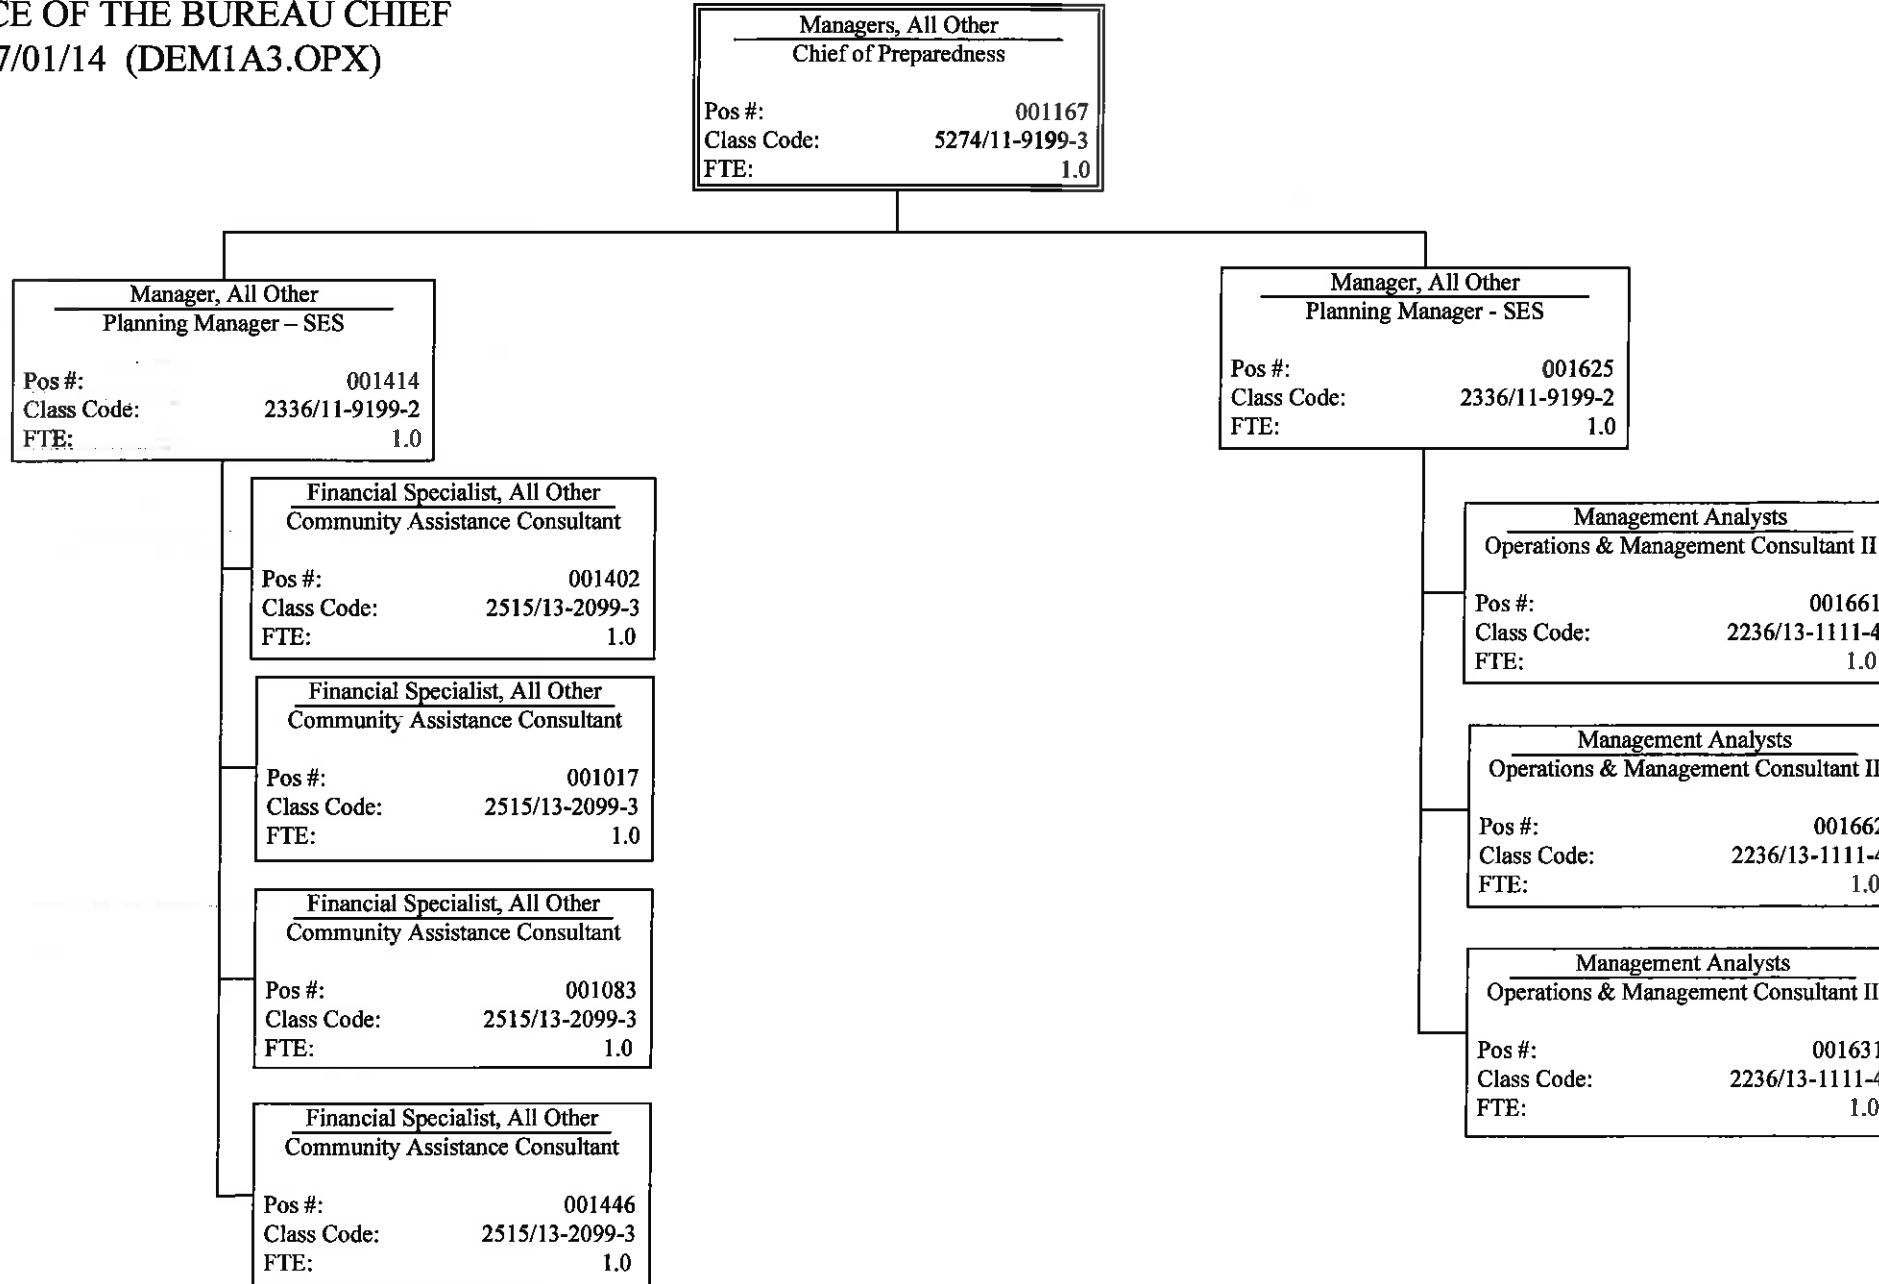 CE OF THE BUREAU CHIEF
7/01/14 (DEM1A3.OPX)
Managers, All Other
Chief of Preparedness
Pos #: 001167
Class Code: 5274/11-9199-3
FTE: 1.0
Manager, All Other
Planning Manager – SES
Pos #: 001414
Class Code: 2336/11-9199-2
FTE: 1.0
Financial Specialist, All Other
Community Assistance Consultant
Pos #: 001402
Class Code: 2515/13-2099-3
FTE: 1.0
Financial Specialist, All Other
Community Assistance Consultant
Pos #: 001017
Class Code: 2515/13-2099-3
FTE: 1.0
Financial Specialist, All Other
Community Assistance Consultant
Pos #: 001083
Class Code: 2515/13-2099-3
FTE: 1.0
Financial Specialist, All Other
Community Assistance Consultant
Pos #: 001446
Class Code: 2515/13-2099-3
FTE: 1.0
Manager, All Other
Planning Manager - SES
Pos #: 001625
Class Code: 2336/11-9199-2
FTE: 1.0
Management Analysts
Operations & Management Consultant II
Pos #: 001661
Class Code: 2236/13-1111-4
FTE: 1.0
Management Analysts
Operations & Management Consultant II
Pos #: 001662
Class Code: 2236/13-1111-4
FTE: 1.0
Management Analysts
Operations & Management Consultant II
Pos #: 001631
Class Code: 2236/13-1111-4
FTE: 1.0